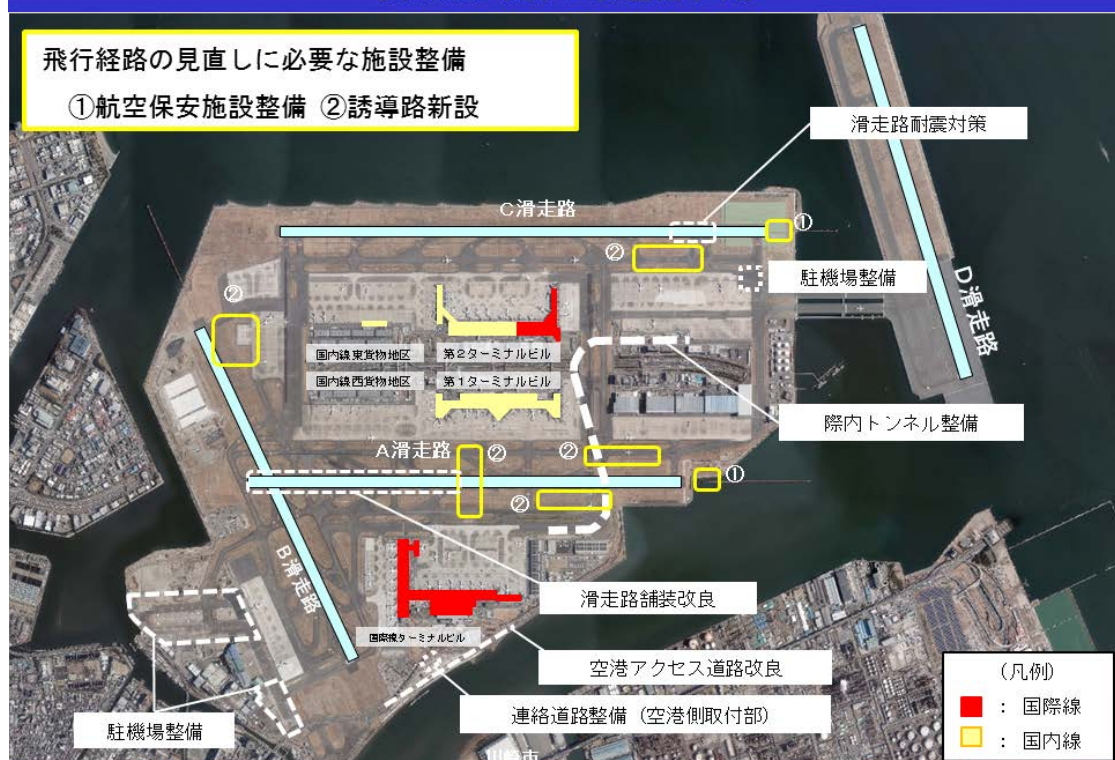 飛行経路の見直しに必要な施設整備
①航空保安施設整備 ②誘導路新設
滑走路耐震対策
C滑走路
①
②
駐機場整備
D滑走路
②
国内線東貨物地区
第2ターミナルビル
国内線西貨物地区
第1ターミナルビル
際内トンネル整備
A滑走路
②
②
①
②
B滑走路
滑走路舗装改良
国際線ターミナルビル
空港アクセス道路改良
連絡道路整備（空港側取付部）
駐機場整備
川崎市
(凡例)
： 国際線
： 国内線